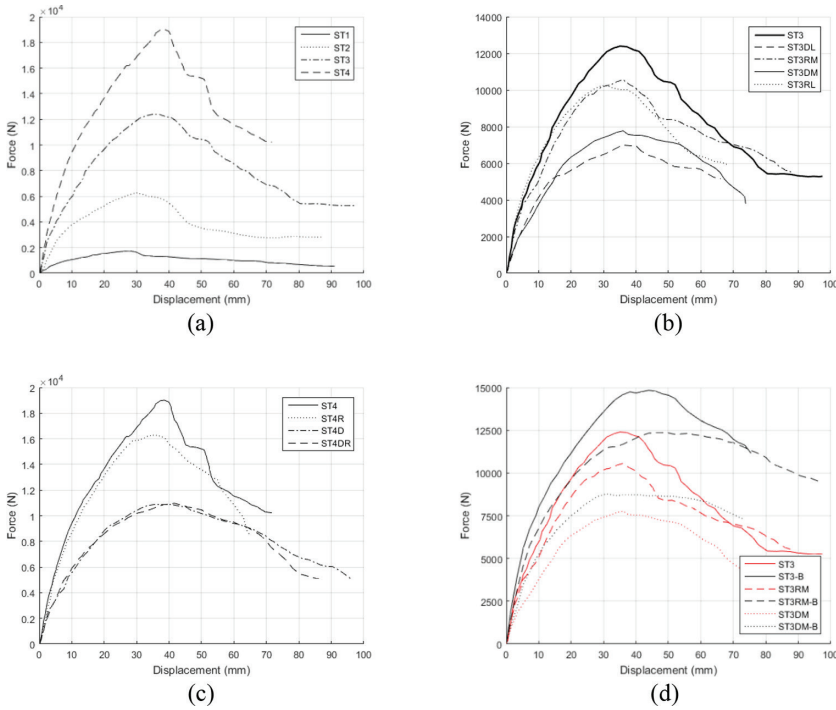 × 10⁴
2
1.8
1.6
1.4
1.2
1
0.8
0.6
0.4
0.2
0
Force (N)
0 10 20 30 40 50 60 70 80 90 100
Displacement (mm)
ST1
ST2
ST3
ST4
(a)
14000
12000
10000
8000
6000
4000
2000
0
Force (N)
0 10 20 30 40 50 60 70 80 90 100
Displacement (mm)
ST3
ST3DL
ST3RM
ST3DM
ST3RL
(b)
× 10⁴
2
1.8
1.6
1.4
1.2
1
0.8
0.6
0.4
0.2
0
Force (N)
0 10 20 30 40 50 60 70 80 90 100
Displacement (mm)
ST4
ST4R
ST4D
ST4DR
(c)
15000
12500
10000
7500
5000
2500
0
Force (N)
0 10 20 30 40 50 60 70 80 90 100
Displacement (mm)
ST3
ST3-B
ST3RM
ST3RM-B
ST3DM
ST3DM-B
(d)